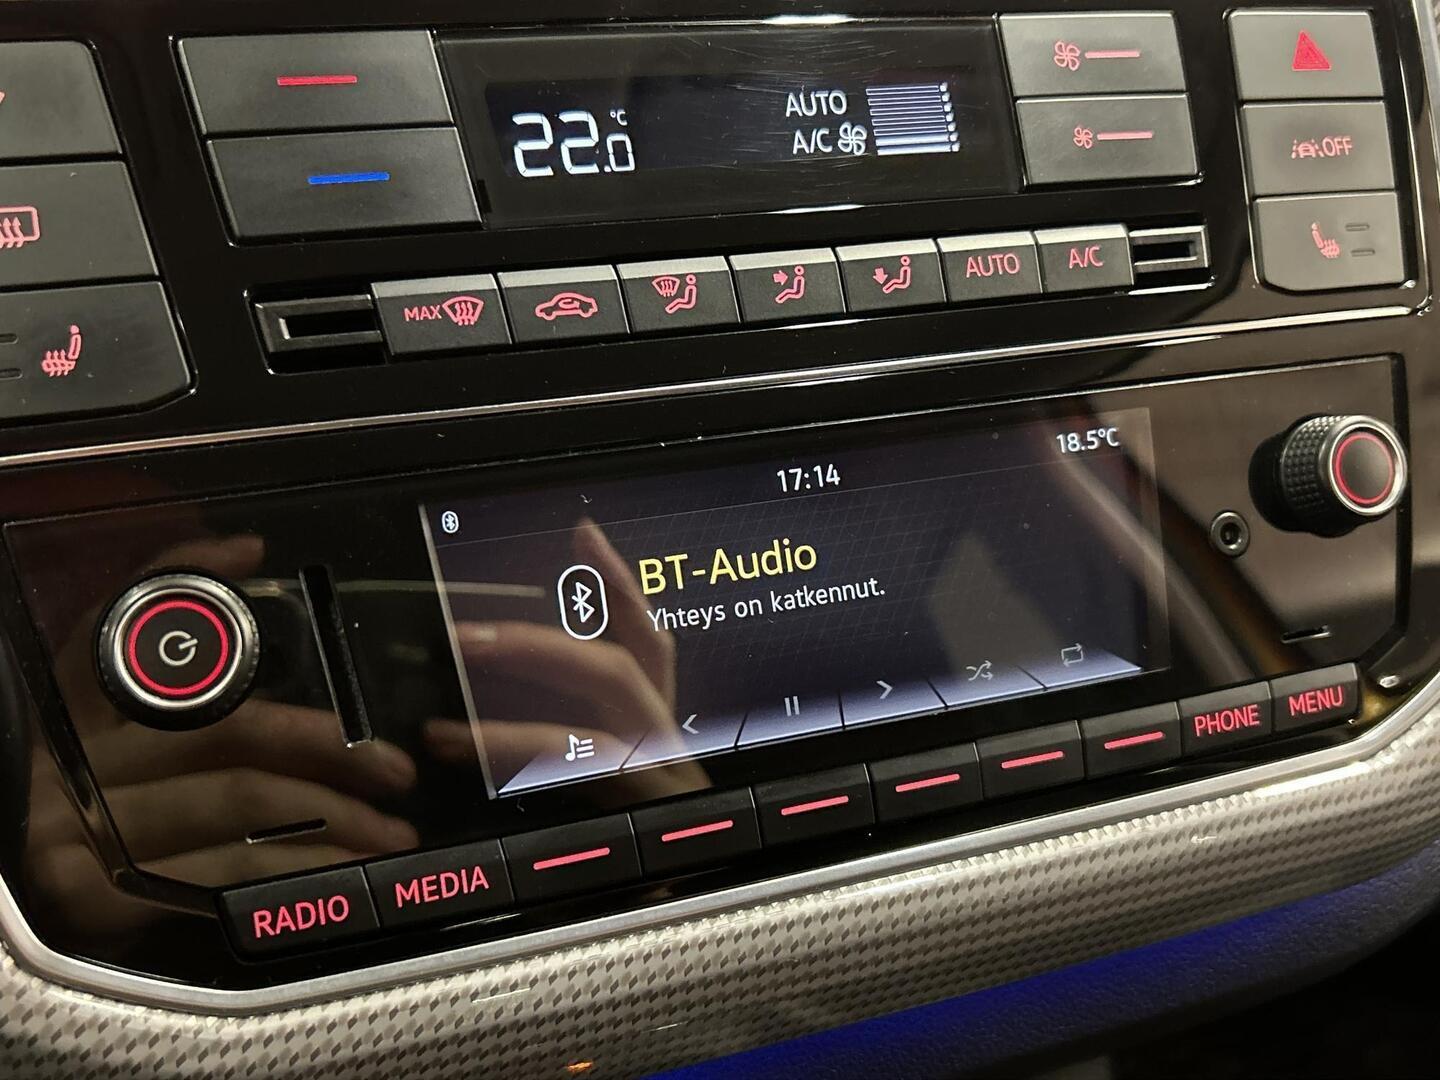 22.0 °C
AUTO
A/C
OFF
MAX
AUTO
A/C
17:14
18.5°C
BT-Audio
Yhteys on katkennut.
RADIO
MEDIA
PHONE
MENU